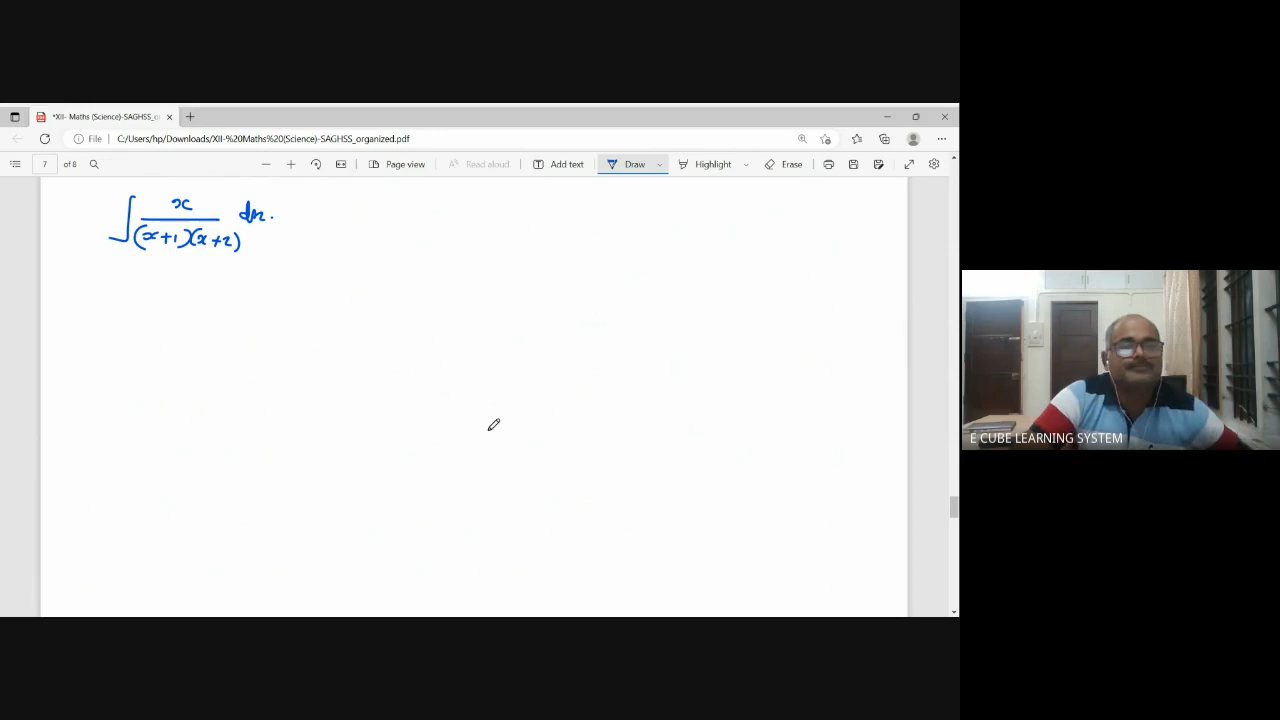 *XII- Maths (Science)-SAGHSS_o
File C:/Users/hp/Downloads/XII-%20Maths%20(Science)-SAGHSS_organized.pdf
7 of 8 Page view Read aloud Add text Draw Highlight Erase
∫ x / (x+1)(x+2) dx.
E CUBE LEARNING SYSTEM